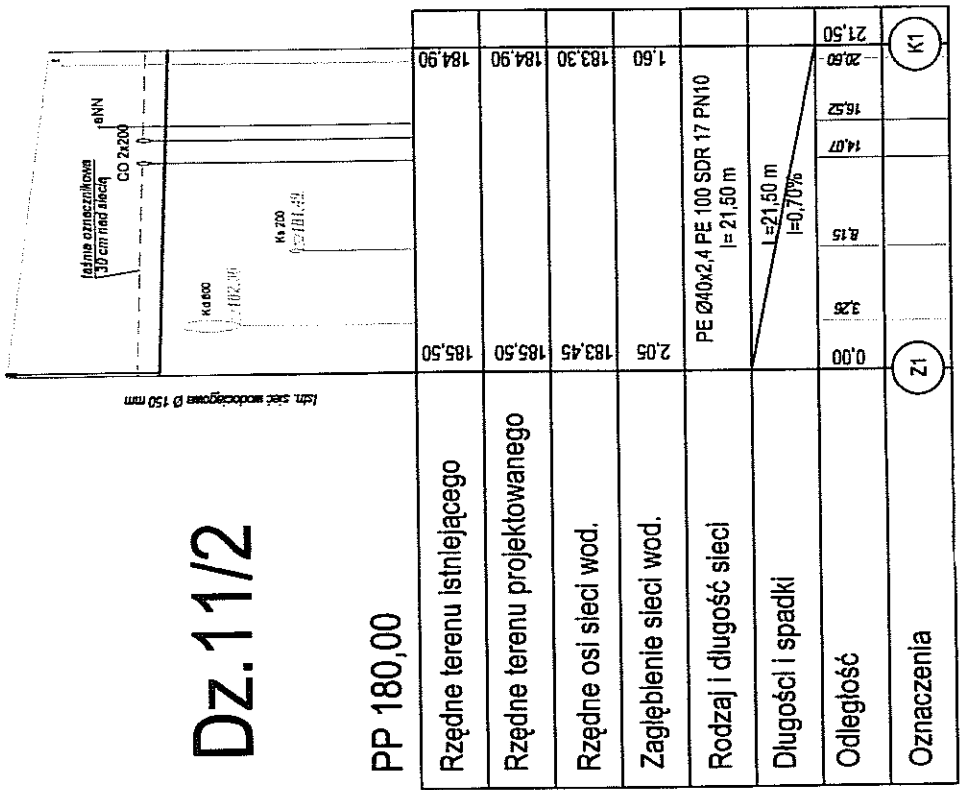 Dz.11/2
PP 180,00
Istn. sieć wodociągowa Ø 150 mm
taśma oznacznikowa
30 cm nad siecią
CO 2x200
eNN
Kd 600
Ks 200
Rzędne terenu istniejącego 185,50 184,90
Rzędne terenu projektowanego 185,50 184,90
Rzędne osi sieci wod. 183,45 183,30
Zagłębienie sieci wod. 2,05 1,60
Rodzaj i długość sieci PE Ø40x2,4 PE 100 SDR 17 PN10
l= 21,50 m
Długości i spadki l=21,50 m
i=0,70%
Odległość 0,00 3,26 8,15 14,07 16,52 20,60 21,50
Oznaczenia Z1 K1